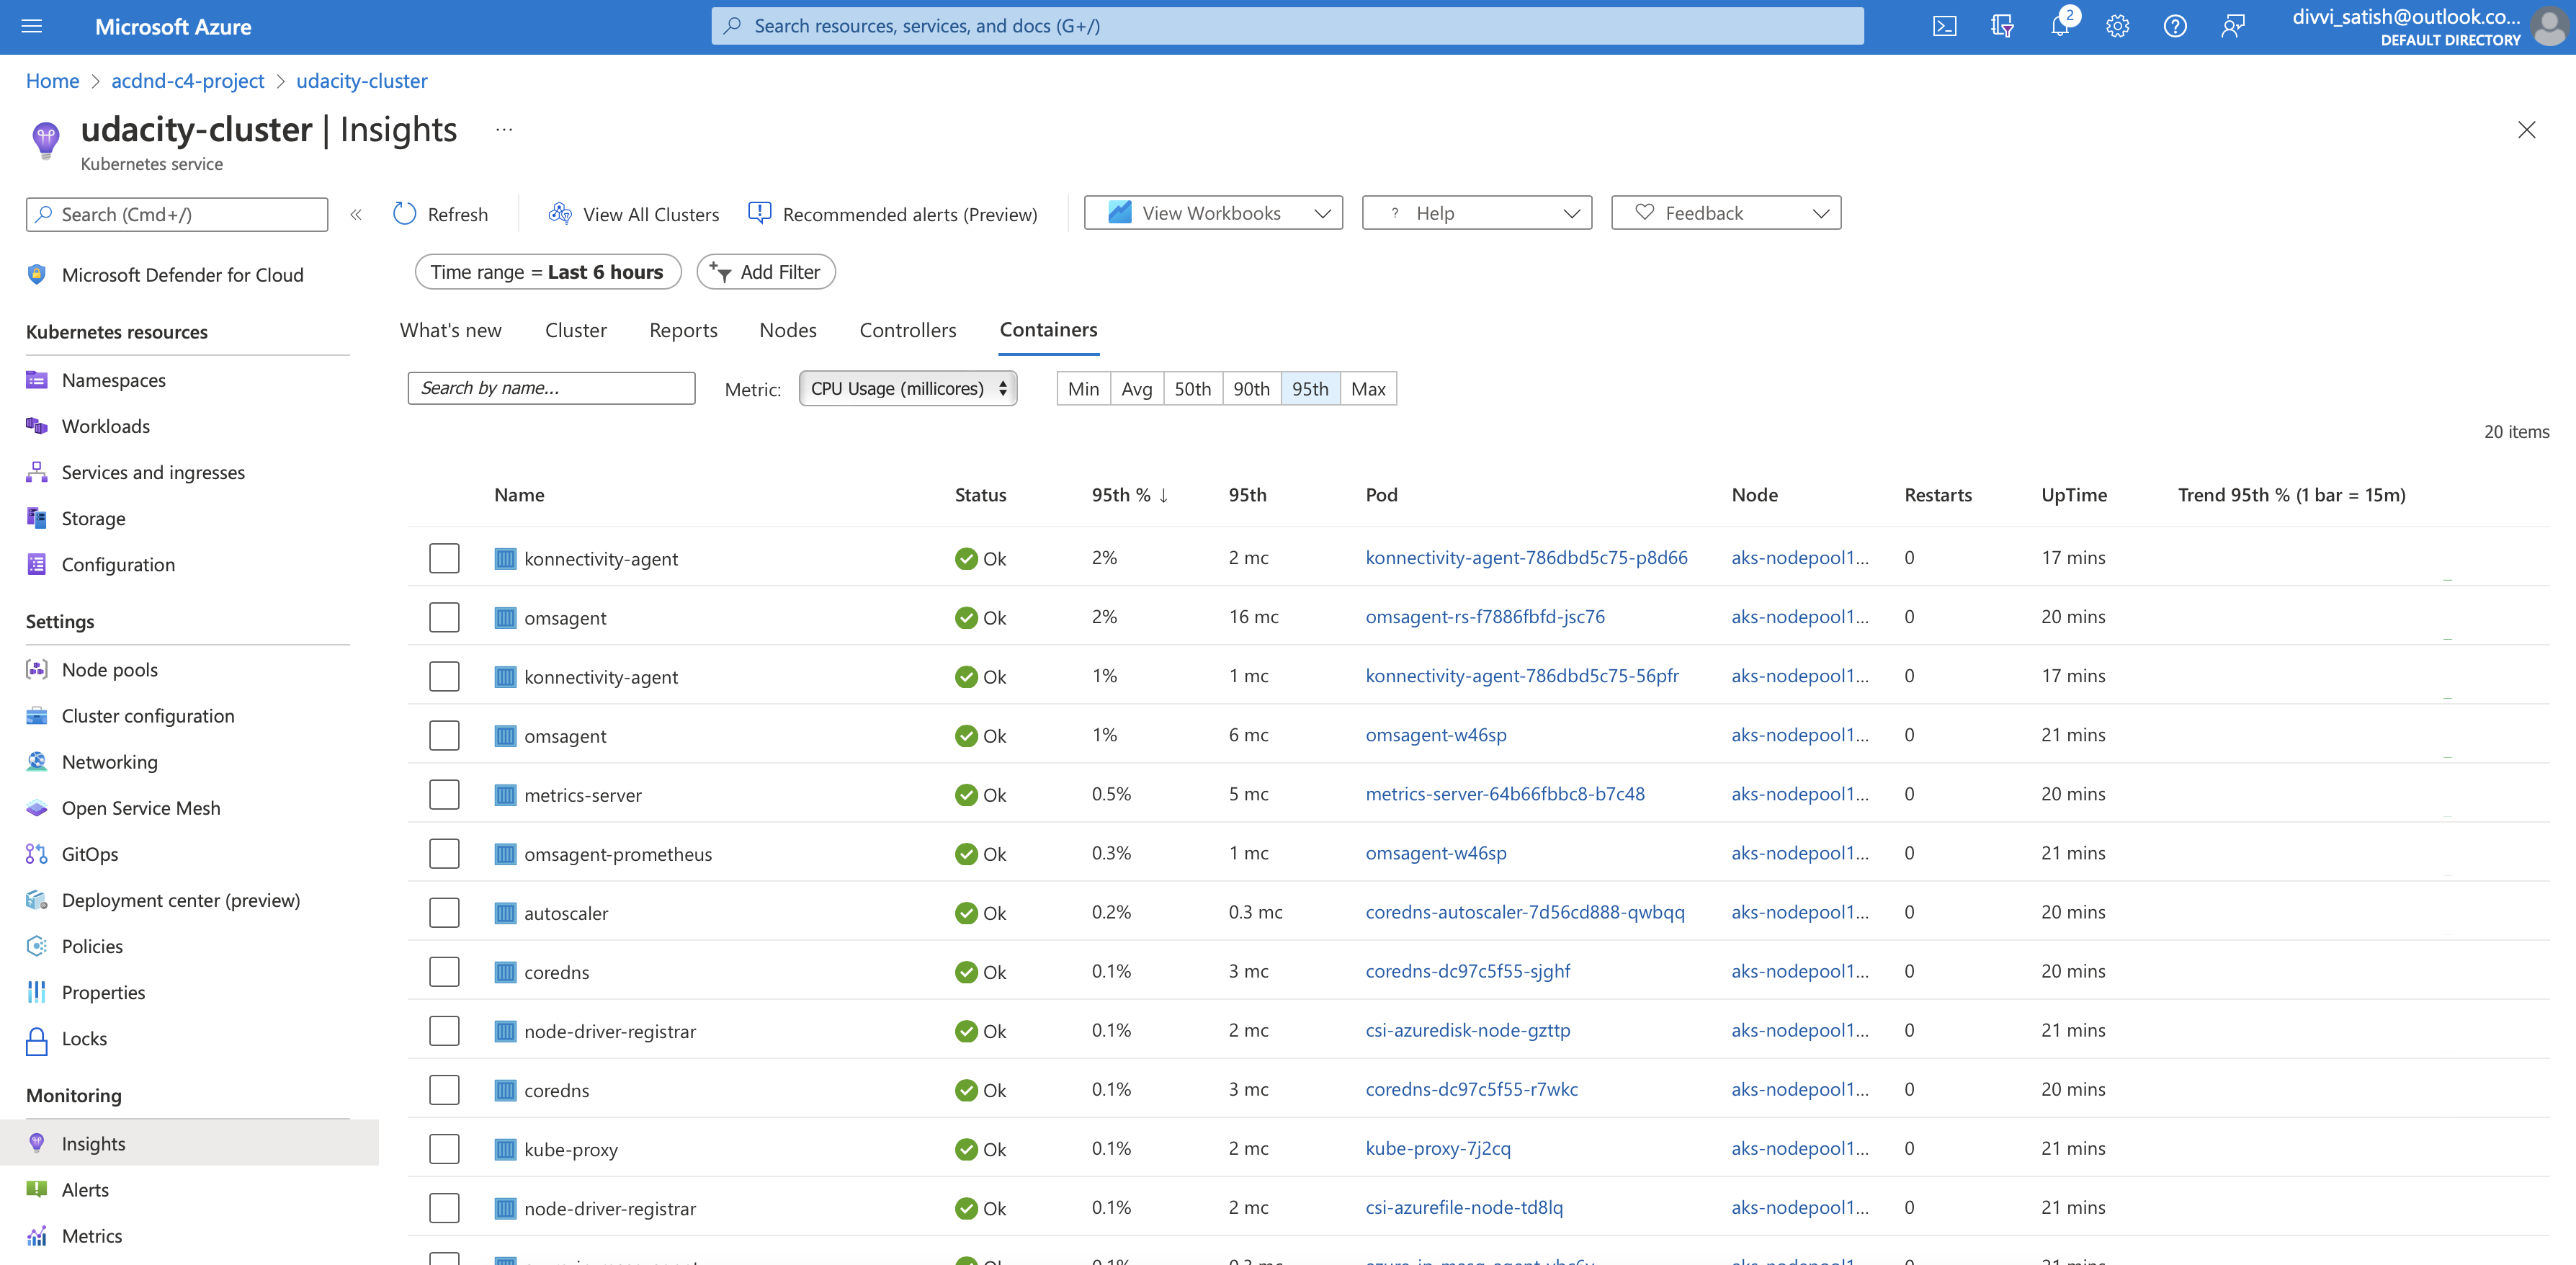 Microsoft Azure
Search resources, services, and docs (G+/)
2
divvi_satish@outlook.co...
DEFAULT DIRECTORY
Home > acdnd-c4-project > udacity-cluster
udacity-cluster | Insights ...
Kubernetes service
Search (Cmd+/)
«
Refresh
View All Clusters
Recommended alerts (Preview)
View Workbooks
? Help
Feedback
Microsoft Defender for Cloud
Kubernetes resources
Namespaces
Workloads
Services and ingresses
Storage
Configuration
Settings
Node pools
Cluster configuration
Networking
Open Service Mesh
GitOps
Deployment center (preview)
Policies
Properties
Locks
Monitoring
Insights
Alerts
Metrics
Time range = Last 6 hours
Add Filter
What's new Cluster Reports Nodes Controllers Containers
Search by name... Metric: CPU Usage (millicores) Min Avg 50th 90th 95th Max
20 items
Name Status 95th % ↓ 95th Pod Node Restarts UpTime Trend 95th % (1 bar = 15m)
konnectivity-agent Ok 2% 2 mc konnectivity-agent-786dbd5c75-p8d66 aks-nodepool1... 0 17 mins
omsagent Ok 2% 16 mc omsagent-rs-f7886fbfd-jsc76 aks-nodepool1... 0 20 mins
konnectivity-agent Ok 1% 1 mc konnectivity-agent-786dbd5c75-56pfr aks-nodepool1... 0 17 mins
omsagent Ok 1% 6 mc omsagent-w46sp aks-nodepool1... 0 21 mins
metrics-server Ok 0.5% 5 mc metrics-server-64b66fbbc8-b7c48 aks-nodepool1... 0 20 mins
omsagent-prometheus Ok 0.3% 1 mc omsagent-w46sp aks-nodepool1... 0 21 mins
autoscaler Ok 0.2% 0.3 mc coredns-autoscaler-7d56cd888-qwbqq aks-nodepool1... 0 20 mins
coredns Ok 0.1% 3 mc coredns-dc97c5f55-sjghf aks-nodepool1... 0 20 mins
node-driver-registrar Ok 0.1% 2 mc csi-azuredisk-node-gzttp aks-nodepool1... 0 21 mins
coredns Ok 0.1% 3 mc coredns-dc97c5f55-r7wkc aks-nodepool1... 0 20 mins
kube-proxy Ok 0.1% 2 mc kube-proxy-7j2cq aks-nodepool1... 0 21 mins
node-driver-registrar Ok 0.1% 2 mc csi-azurefile-node-td8lq aks-nodepool1... 0 21 mins